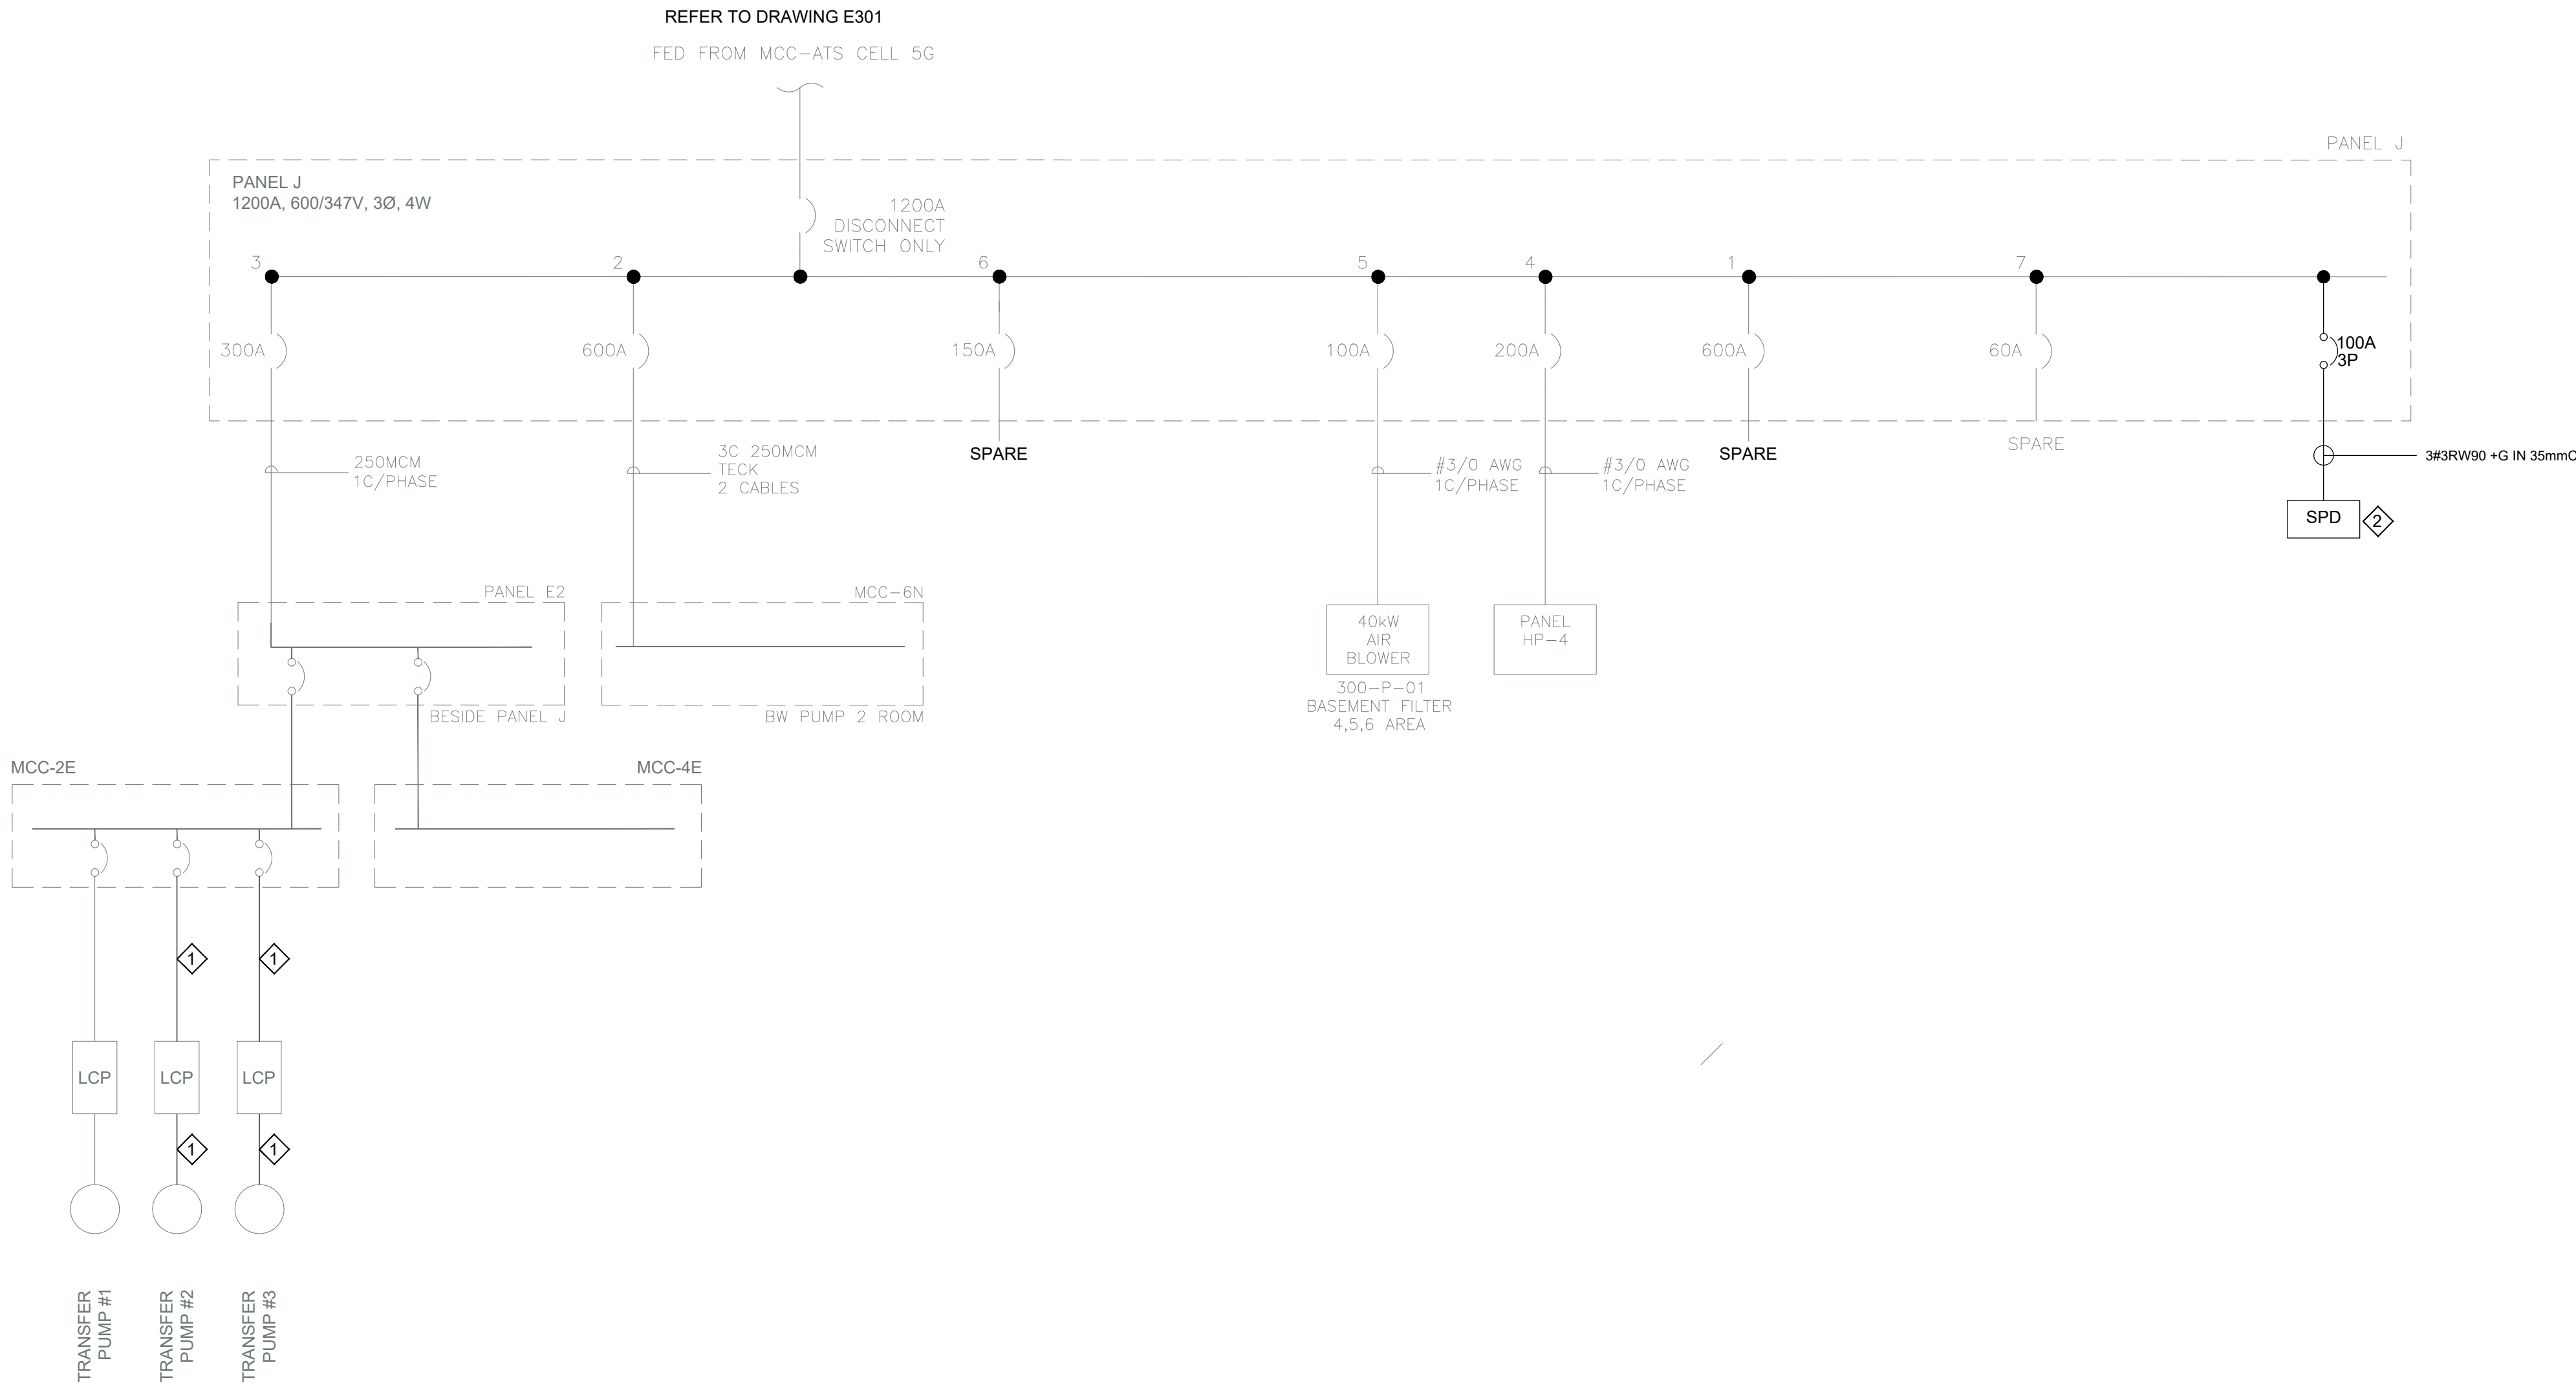 REFER TO DRAWING E301
FED FROM MCC-ATS CELL 5G
PANEL J
PANEL J
1200A, 600/347V, 3Ø, 4W
1200A
DISCONNECT
SWITCH ONLY
3
2
6
5
4
1
7
300A
600A
150A
100A
200A
600A
60A
100A
3P
250MCM
1C/PHASE
3C 250MCM
TECK
2 CABLES
SPARE
#3/0 AWG
1C/PHASE
#3/0 AWG
1C/PHASE
SPARE
SPARE
3#3RW90 +G IN 35mmC
SPD
2
PANEL E2
BESIDE PANEL J
MCC-6N
BW PUMP 2 ROOM
40kW
AIR
BLOWER
300-P-01
BASEMENT FILTER
4,5,6 AREA
PANEL
HP-4
MCC-2E
MCC-4E
1
1
LCP
LCP
LCP
1
1
TRANSFER
PUMP #1
TRANSFER
PUMP #2
TRANSFER
PUMP #3